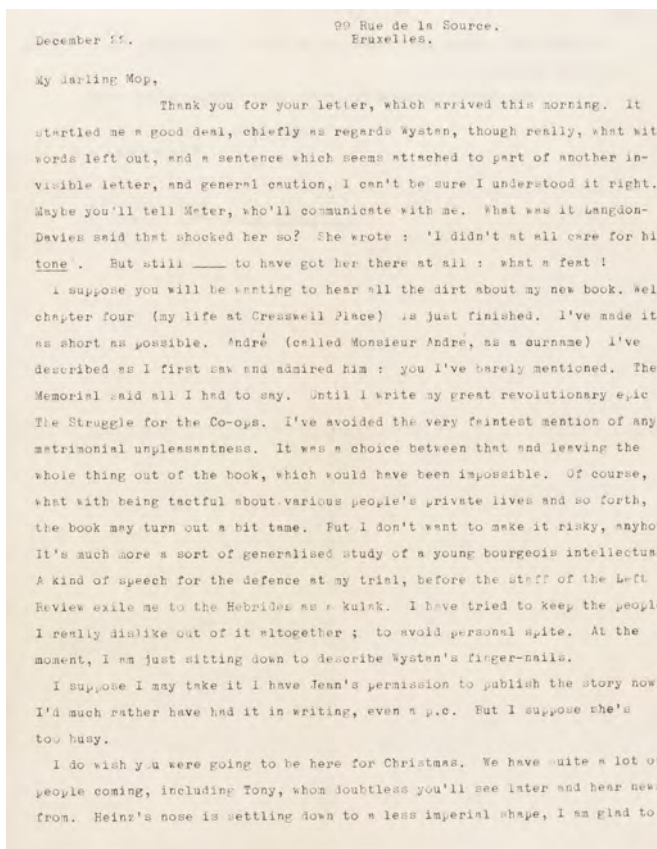 99 Rue de la Source.
December
Bruxelles.
My darling Mop,
Thank you for your letter, which arrived this morning. It
startled me a good deal, chiefly as regards Wystan, though really, what wit
words left out, and a sentence which seems attached to part of another in-
visible letter, and general caution, I can't be sure I understood it right.
Maybe you'll tell Mater, who'll communicate with me. What was it Langdon-
Davies said that shocked her so? She wrote : 'I didn't at all care for hi
tone'. But still ____ to have got her there at all : what a feat !
I suppose you will be wanting to hear all the dirt about my new book. Wel
chapter four (my life at Cresswell Place) is just finished. I've made it
as short as possible. André (called Monsieur André, as a surname) I've
described as I first saw and admired him : you I've barely mentioned. The
Memorial said all I had to say. Until I write my great revolutionary epic
The Struggle for the Co-ops. I've avoided the very faintest mention of any
matrimonial unpleasantness. It was a choice between that and leaving the
whole thing out of the book, which would have been impossible. Of course,
what with being tactful about various people's private lives and so forth,
the book may turn out a bit tame. But I don't want to make it risky, anyho
It's much more a sort of generalised study of a young bourgeois intellectua
A kind of speech for the defence at my trial, before the staff of the Left
Review exile me to the Hebrides as a kulak. I have tried to keep the peopl
I really dislike out of it altogether ; to avoid personal spite. At the
moment, I am just sitting down to describe Wystan's finger-nails.
I suppose I may take it I have Jean's permission to publish the story now
I'd much rather have had it in writing, even a p.c. But I suppose she's
too busy.
I do wish you were going to be here for Christmas. We have quite a lot o
people coming, including Tony, whom doubtless you'll see later and hear new
from. Heinz's nose is settling down to a less imperial shape, I am glad to